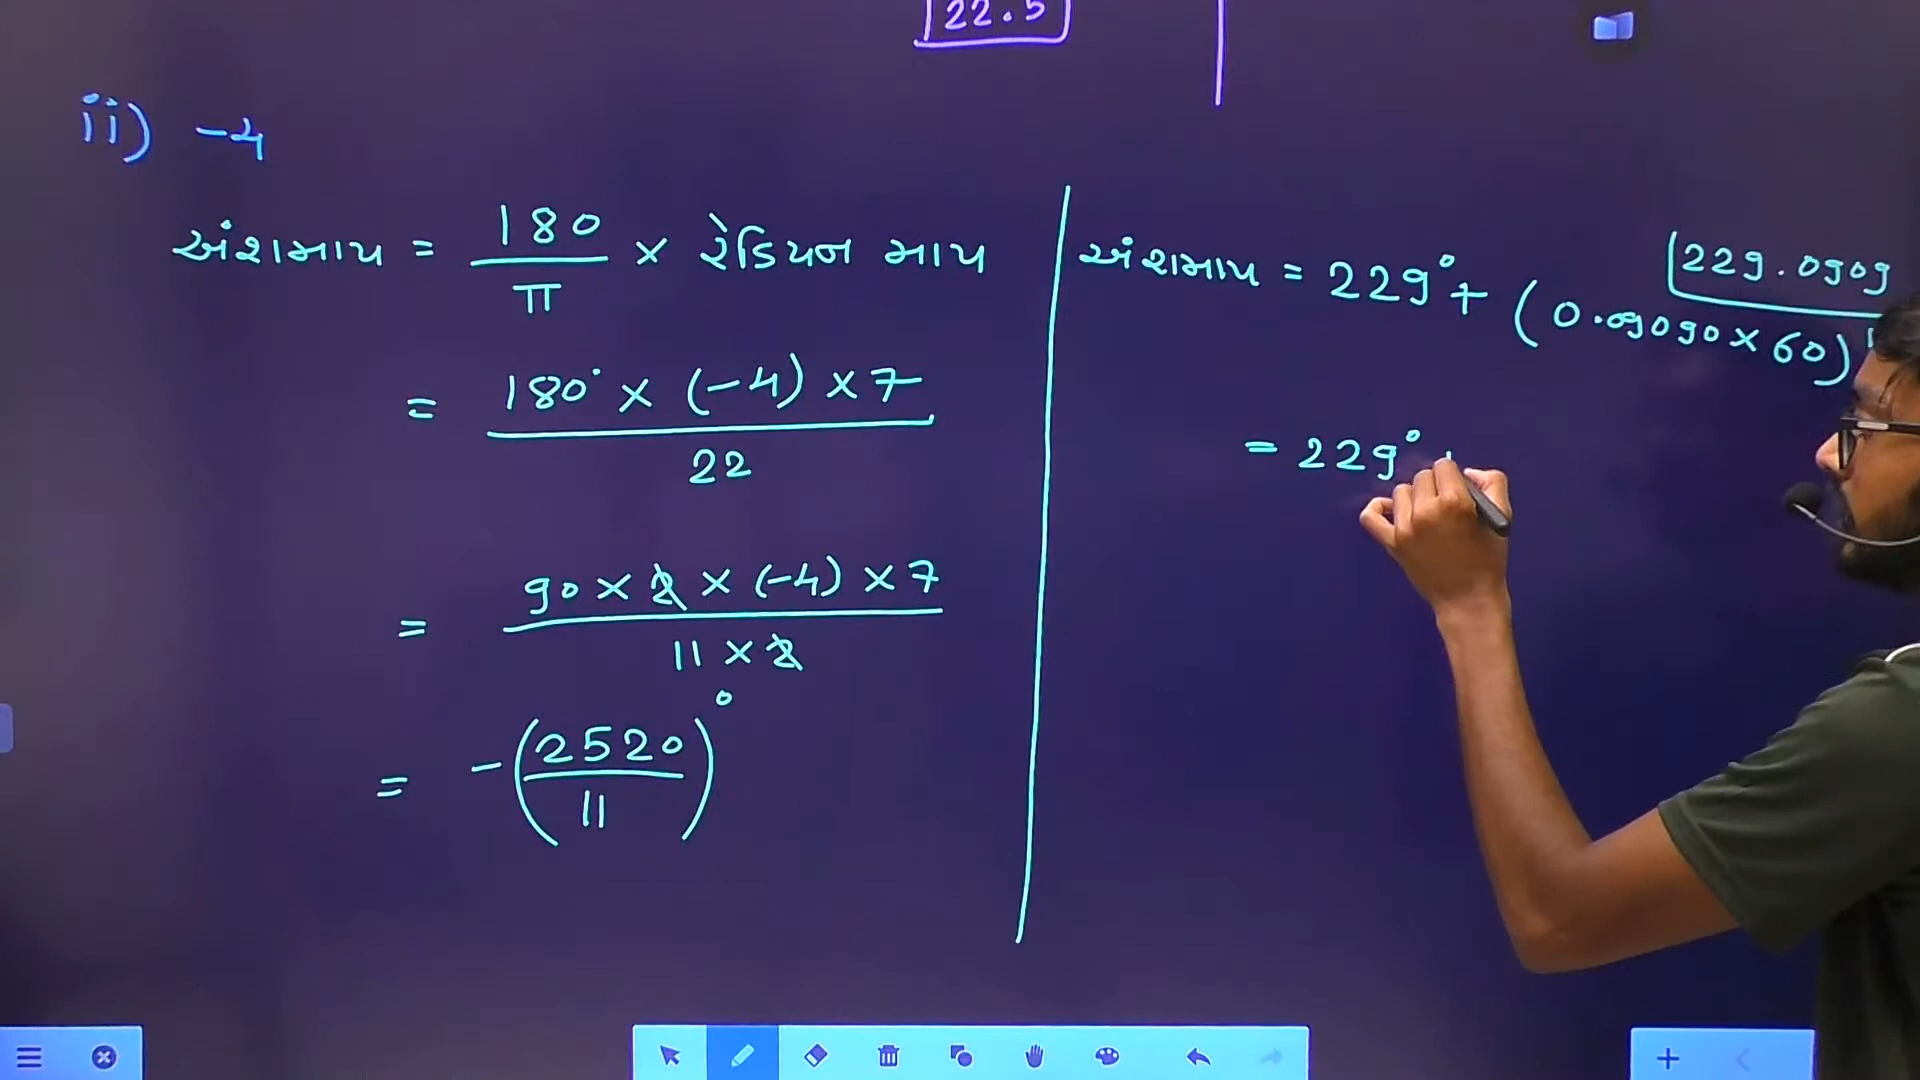 22.5
ii) -4
અંશમાપ = 180/π × રેડિયન માપ
= 180° × (-4) × 7 / 22
= 90 × 2 × (-4) × 7 / 11 × 2
= -(2520/11)°
229.0909
અંશમાપ = 229° + (0.09090 × 60)'
= 229° +